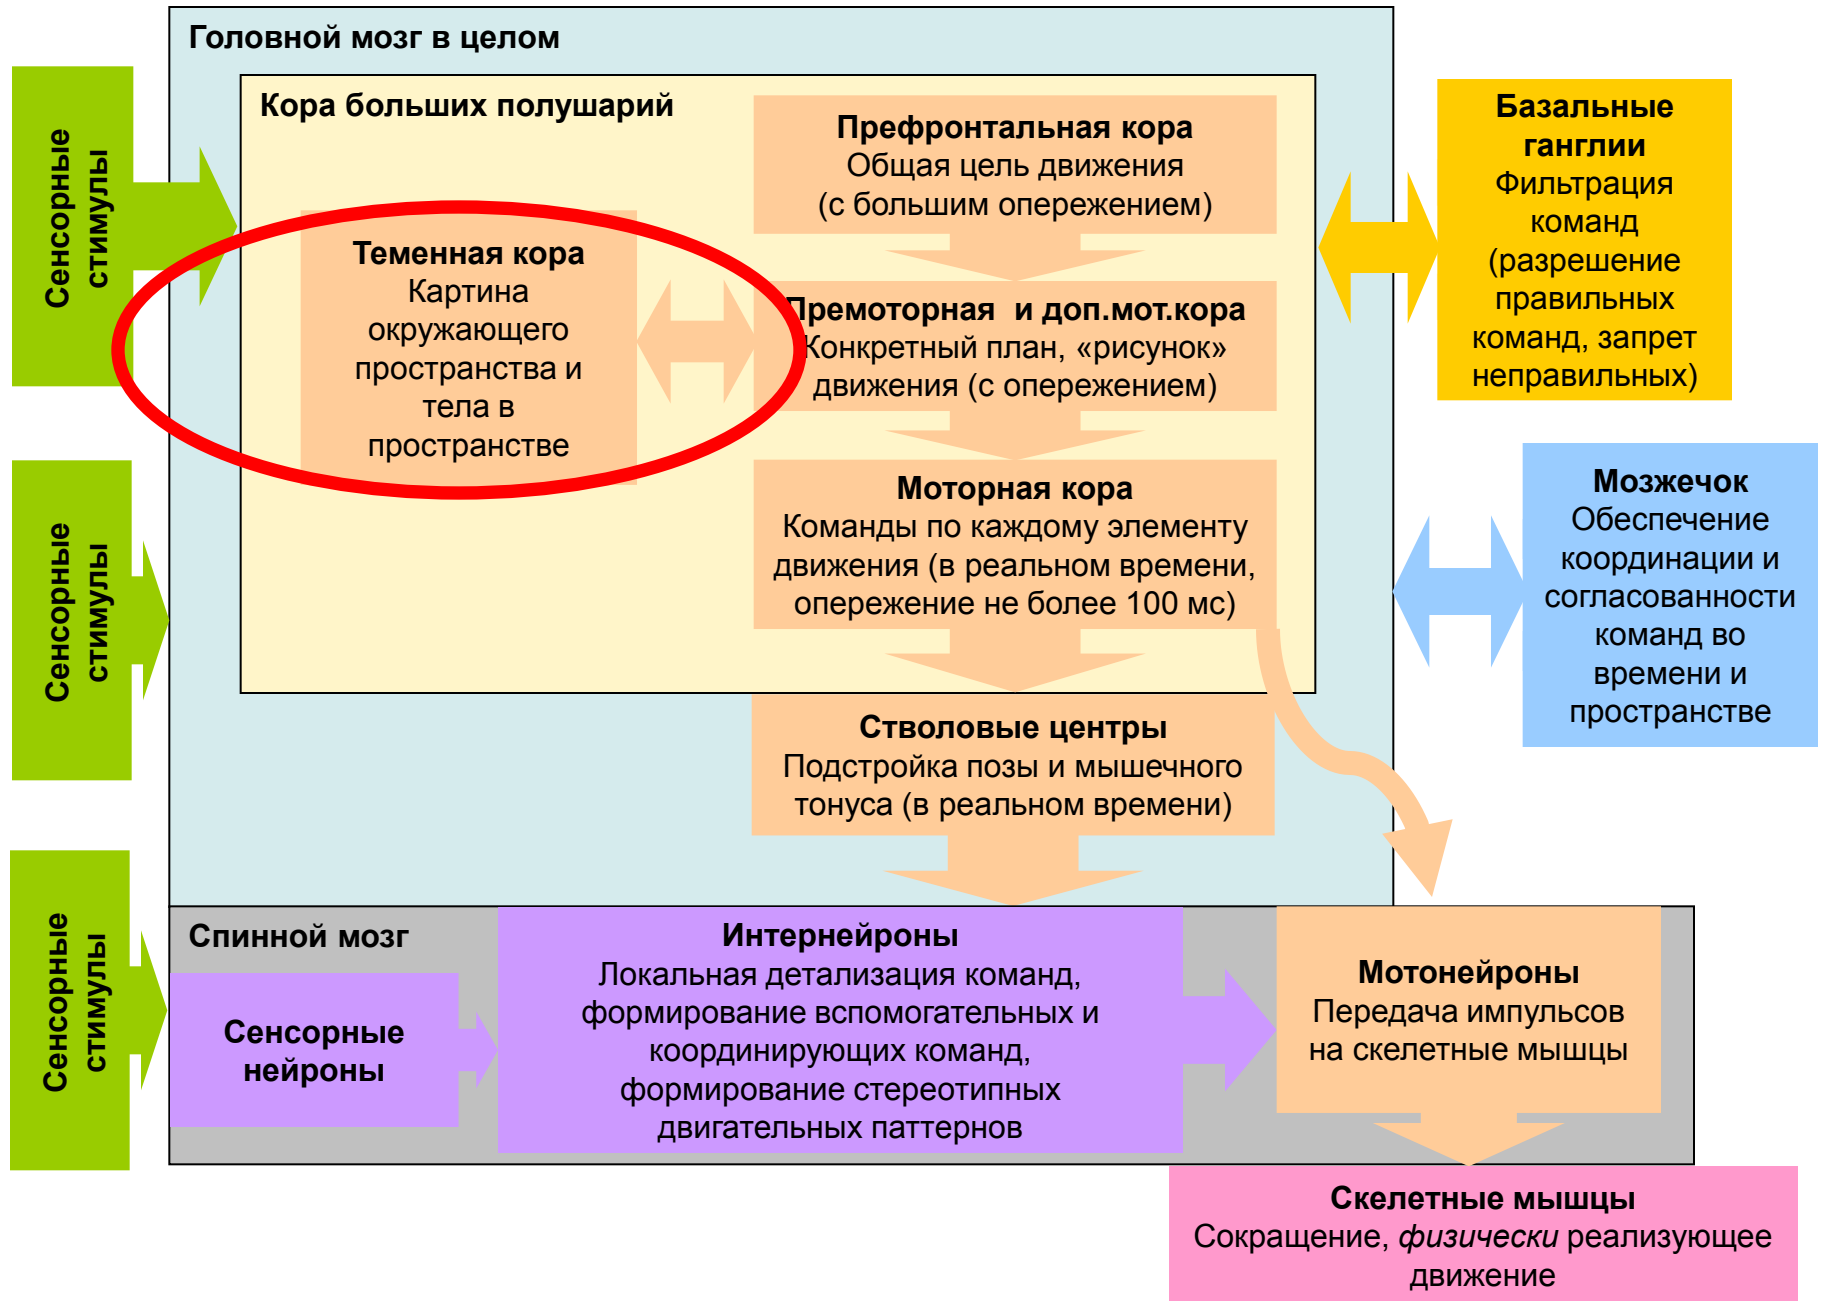 Головной мозг в целом
Сенсорные
стимулы
Кора больших полушарий
Префронтальная кора
Общая цель движения
(с большим опережением)
Базальные
ганглии
Фильтрация
команд
(разрешение
правильных
команд, запрет
неправильных)
Теменная кора
Картина
окружающего
пространства и
тела в
пространстве
Премоторная и доп.мот.кора
Конкретный план, «рисунок»
движения (с опережением)
Сенсорные
стимулы
Моторная кора
Команды по каждому элементу
движения (в реальном времени,
опережение не более 100 мс)
Мозжечок
Обеспечение
координации и
согласованности
команд во
времени и
пространстве
Стволовые центры
Подстройка позы и мышечного
тонуса (в реальном времени)
Сенсорные
стимулы
Спинной мозг
Сенсорные
нейроны
Интернейроны
Локальная детализация команд,
формирование вспомогательных и
координирующих команд,
формирование стереотипных
двигательных паттернов
Мотонейроны
Передача импульсов
на скелетные мышцы
Скелетные мышцы
Сокращение, физически реализующее
движение